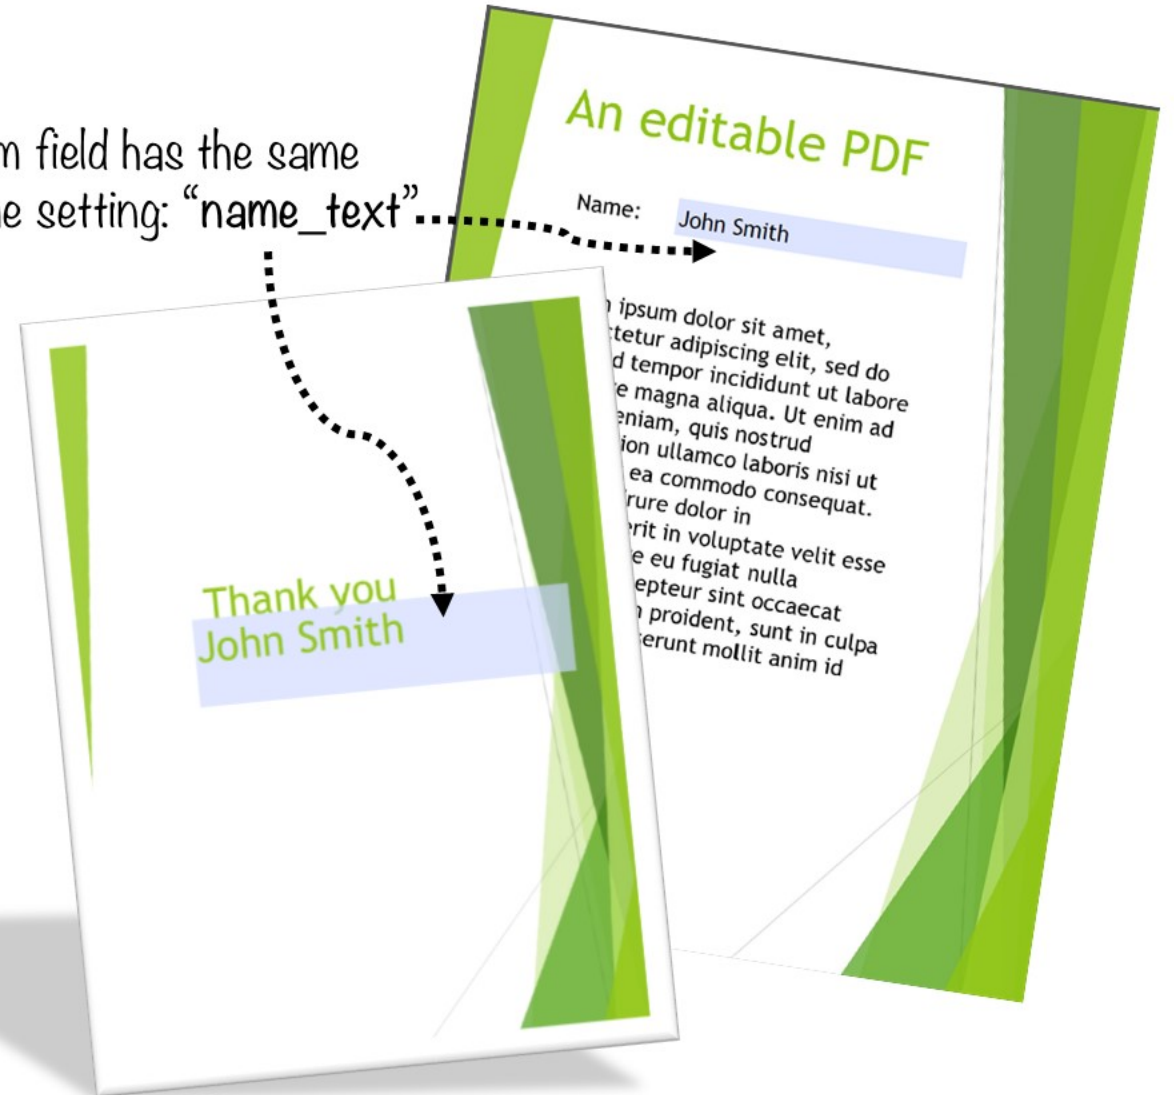 m field has the same
e setting: “name_text”
An editable PDF
Name: John Smith
ipsum dolor sit amet,
tetur adipiscing elit, sed do
d tempor incididunt ut labore
e magna aliqua. Ut enim ad
eniam, quis nostrud
ion ullamco laboris nisi ut
ea commodo consequat.
rure dolor in
erit in voluptate velit esse
e eu fugiat nulla
epteur sint occaecat
proident, sunt in culpa
erunt mollit anim id
Thank you
John Smith